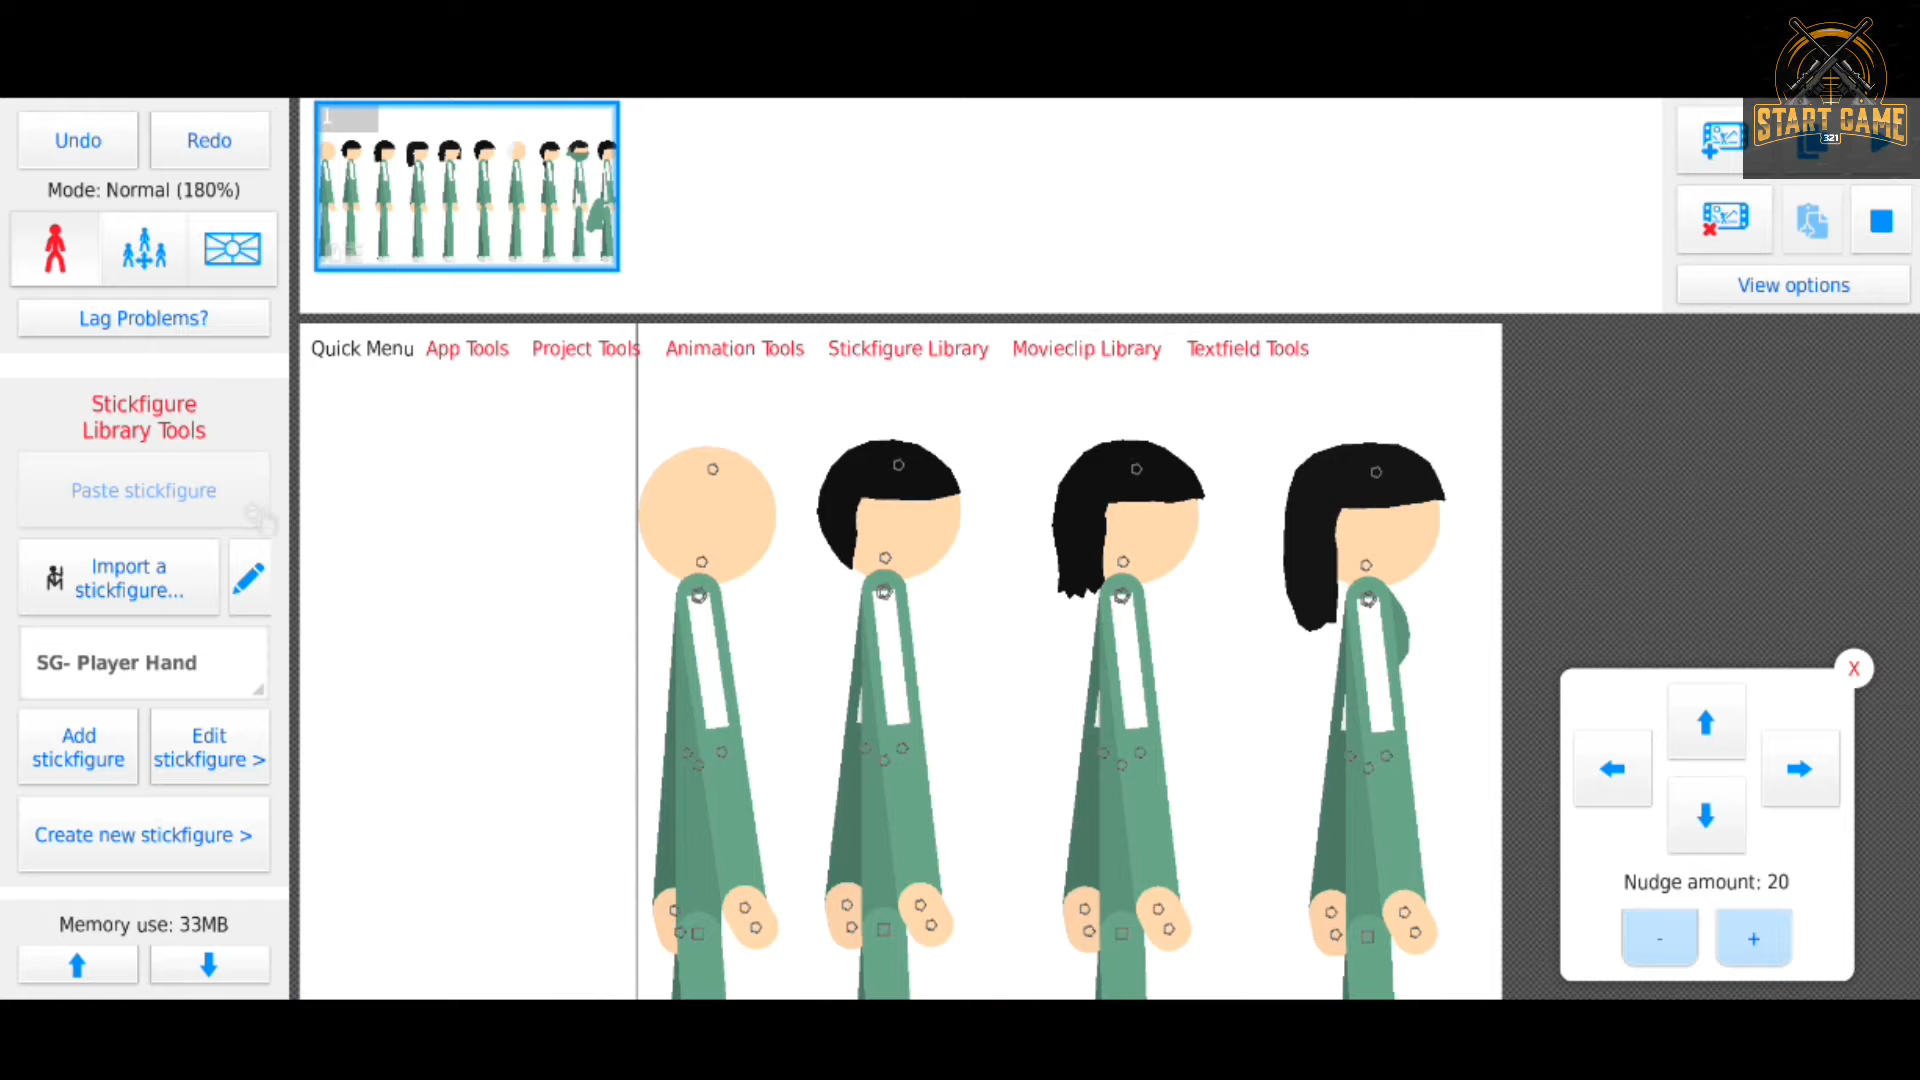 START GAME
321
Undo
Redo
Mode: Normal (180%)
Lag Problems?
1
View options
Quick Menu
App Tools
Project Tools
Animation Tools
Stickfigure Library
Movieclip Library
Textfield Tools
Stickfigure
Library Tools
Paste stickfigure
Import a
stickfigure...
SG- Player Hand
Add
stickfigure
Edit
stickfigure >
Create new stickfigure >
Memory use: 33MB
X
Nudge amount: 20
-
+